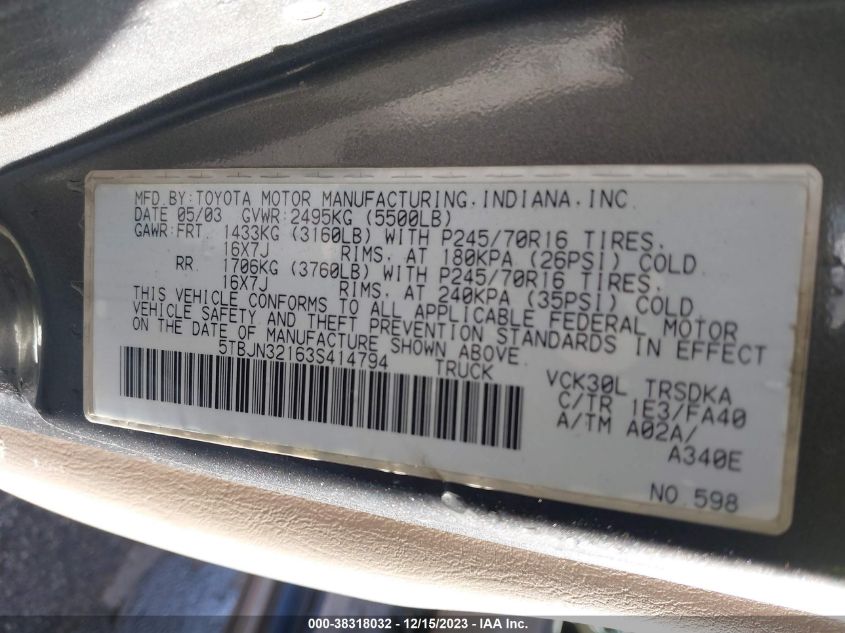 MFD BY:TOYOTA MOTOR MANUFACTURING,INDIANA,INC
DATE 05/03 GVWR:2495KG (5500LB)
GAWR:FRT 1433KG (3160LB) WITH P245/70R16 TIRES,
16X7J RIMS, AT 180KPA (26PSI) COLD
RR 1706KG (3760LB) WITH P245/70R16 TIRES,
16X7J RIMS, AT 240KPA (35PSI) COLD
THIS VEHICLE CONFORMS TO ALL APPLICABLE FEDERAL MOTOR
VEHICLE SAFETY AND THEFT PREVENTION STANDARDS IN EFFECT
ON THE DATE OF MANUFACTURE SHOWN ABOVE
5TBJN32163S414794 TRUCK
VCK30L TRSDKA
C/TR 1E3/FA40
A/TM A02A/
A340E
NO.598
000-38318032 - 12/15/2023 - IAA Inc.